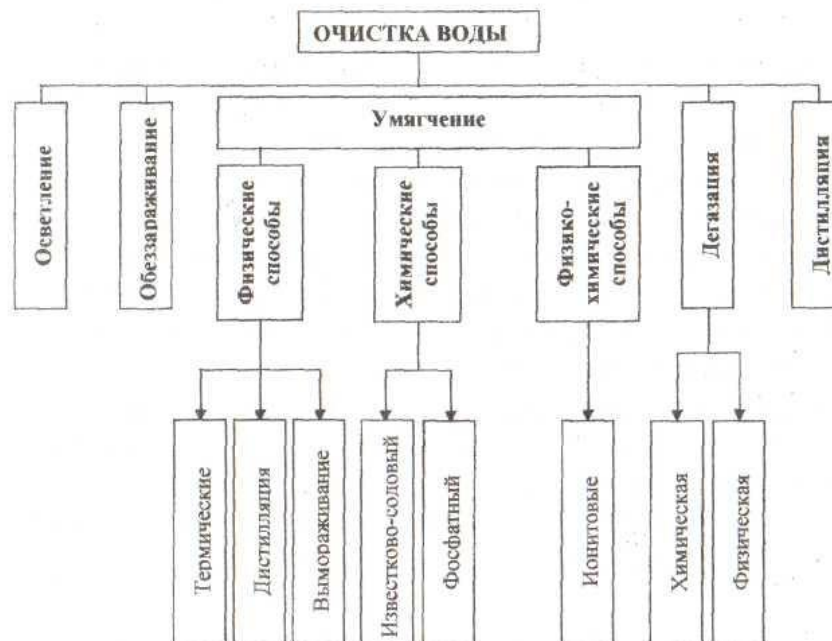 ОЧИСТКА ВОДЫ
Осветление
Обеззараживание
Умягчение
Физические
способы
Химические
способы
Физико-
химические
способы
Дегазация
Дистилляция
Термические
Дистилляция
Вымораживание
Известково-содовый
Фосфатный
Ионитовые
Химическая
Физическая